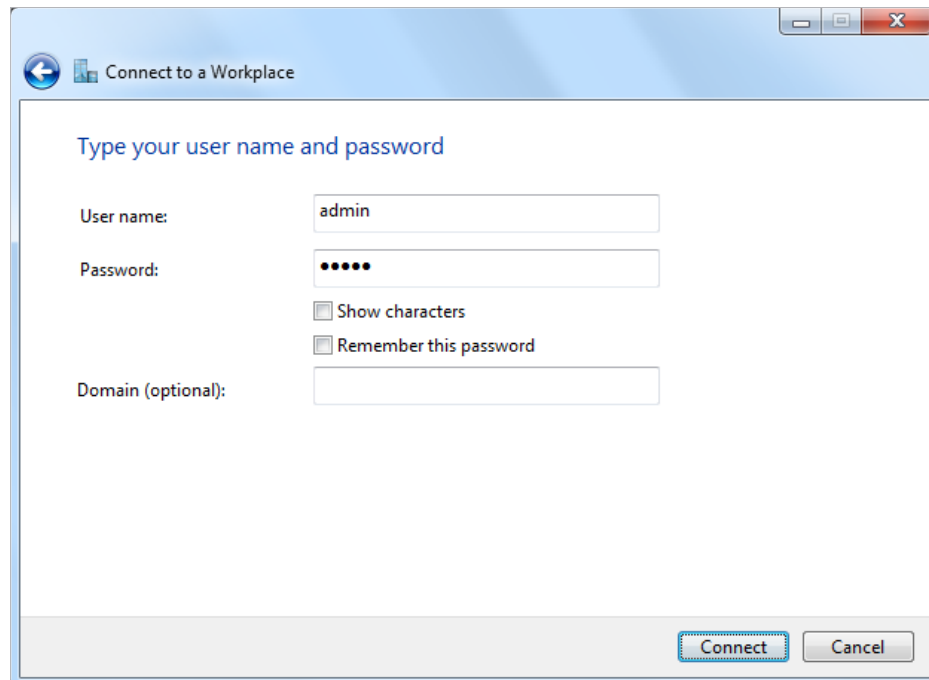 Connect to a Workplace
Type your user name and password
User name: admin
Password: •••••
Show characters
Remember this password
Domain (optional):
Connect Cancel